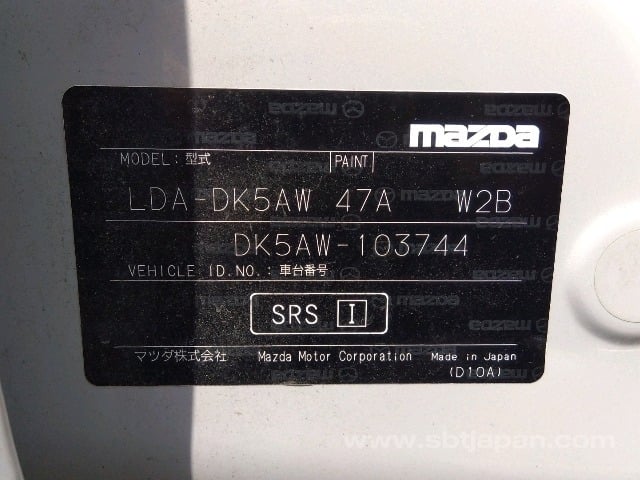 mazda
MODEL: 型式 PAINT
LDA-DK5AW 47A W2B
DK5AW-103744
VEHICLE ID.NO.: 車台番号
SRS I
マツダ株式会社 Mazda Motor Corporation Made in Japan
(D10A)
www.sbtjapan.com